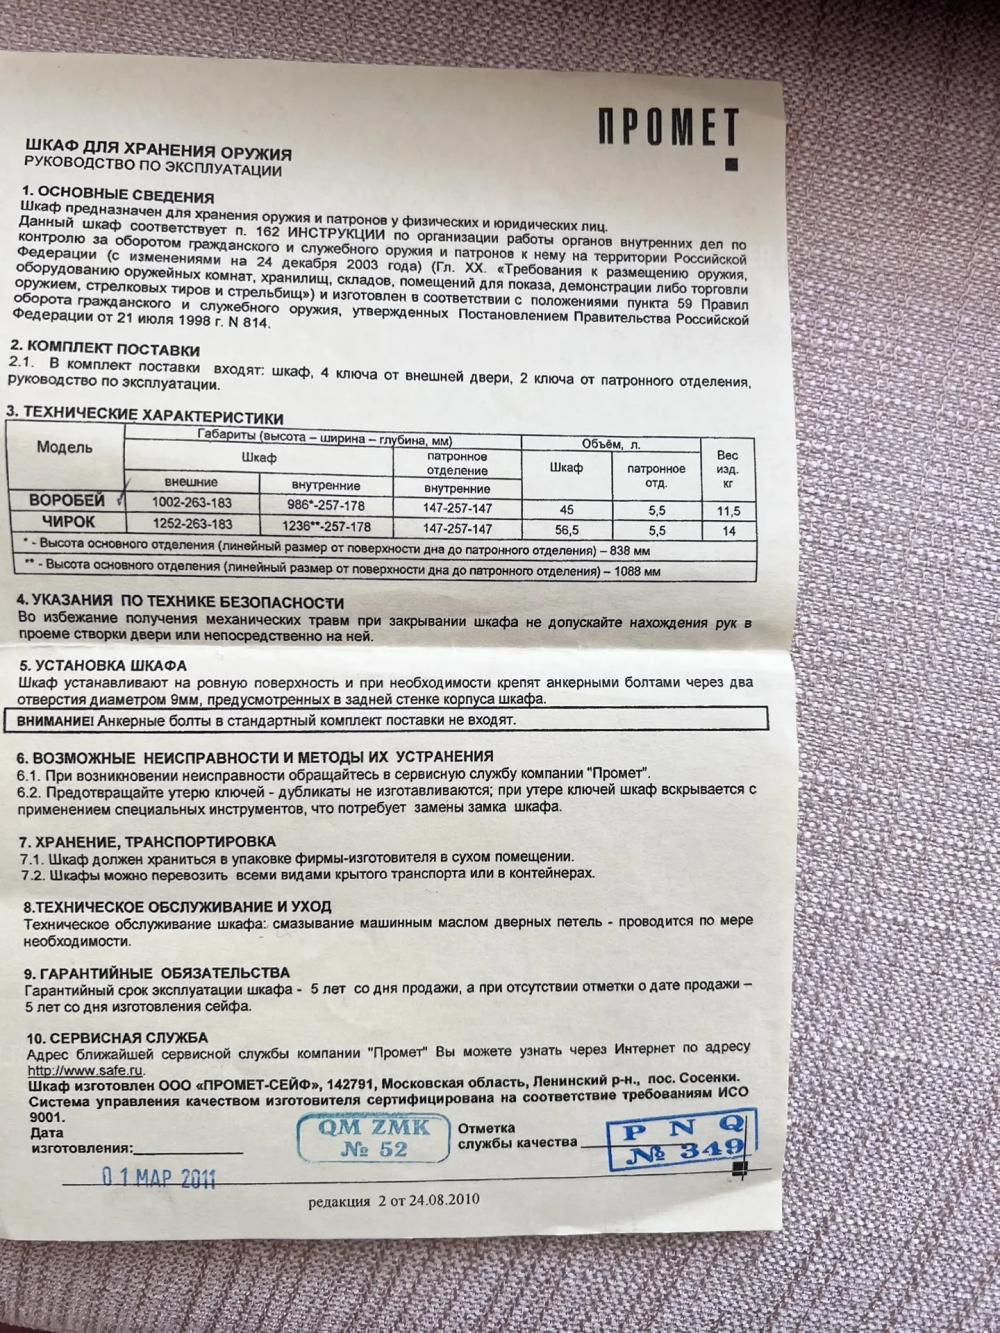 ПРОМЕТ
ШКАФ ДЛЯ ХРАНЕНИЯ ОРУЖИЯ
РУКОВОДСТВО ПО ЭКСПЛУАТАЦИИ
1. ОСНОВНЫЕ СВЕДЕНИЯ
Шкаф предназначен для хранения оружия и патронов у физических и юридических лиц.
Данный шкаф соответствует п. 162 ИНСТРУКЦИИ по организации работы органов внутренних дел по
контролю за оборотом гражданского и служебного оружия и патронов к нему на территории Российской
Федерации (с изменениями на 24 декабря 2003 года) (Гл. XX. «Требования к размещению оружия,
оборудованию оружейных комнат, хранилищ, складов, помещений для показа, демонстрации либо торговли
оружием, стрелковых тиров и стрельбищ») и изготовлен в соответствии с положениями пункта 59 Правил
оборота гражданского и служебного оружия, утвержденных Постановлением Правительства Российской
Федерации от 21 июля 1998 г. N 814.
2. КОМПЛЕКТ ПОСТАВКИ
2.1. В комплект поставки входят: шкаф, 4 ключа от внешней двери, 2 ключа от патронного отделения,
руководство по эксплуатации.
3. ТЕХНИЧЕСКИЕ ХАРАКТЕРИСТИКИ
Модель Габариты (высота – ширина – глубина, мм) Объём, л. Вес изд. кг
Шкаф патронное отделение Шкаф патронное отд.
внешние внутренние внутренние
ВОРОБЕЙ 1002-263-183 986*-257-178 147-257-147 45 5,5 11,5
ЧИРОК 1252-263-183 1236**-257-178 147-257-147 56,5 5,5 14
* - Высота основного отделения (линейный размер от поверхности дна до патронного отделения) – 838 мм
** - Высота основного отделения (линейный размер от поверхности дна до патронного отделения) – 1088 мм
4. УКАЗАНИЯ ПО ТЕХНИКЕ БЕЗОПАСНОСТИ
Во избежание получения механических травм при закрывании шкафа не допускайте нахождения рук в
проеме створки двери или непосредственно на ней.
5. УСТАНОВКА ШКАФА
Шкаф устанавливают на ровную поверхность и при необходимости крепят анкерными болтами через два
отверстия диаметром 9мм, предусмотренных в задней стенке корпуса шкафа.
ВНИМАНИЕ! Анкерные болты в стандартный комплект поставки не входят.
6. ВОЗМОЖНЫЕ НЕИСПРАВНОСТИ И МЕТОДЫ ИХ УСТРАНЕНИЯ
6.1. При возникновении неисправности обращайтесь в сервисную службу компании "Промет".
6.2. Предотвращайте утерю ключей - дубликаты не изготавливаются; при утере ключей шкаф вскрывается с
применением специальных инструментов, что потребует замены замка шкафа.
7. ХРАНЕНИЕ, ТРАНСПОРТИРОВКА
7.1. Шкаф должен храниться в упаковке фирмы-изготовителя в сухом помещении.
7.2. Шкафы можно перевозить всеми видами крытого транспорта или в контейнерах.
8.ТЕХНИЧЕСКОЕ ОБСЛУЖИВАНИЕ И УХОД
Техническое обслуживание шкафа: смазывание машинным маслом дверных петель - проводится по мере
необходимости.
9. ГАРАНТИЙНЫЕ ОБЯЗАТЕЛЬСТВА
Гарантийный срок эксплуатации шкафа - 5 лет со дня продажи, а при отсутствии отметки о дате продажи –
5 лет со дня изготовления сейфа.
10. СЕРВИСНАЯ СЛУЖБА
Адрес ближайшей сервисной службы компании "Промет" Вы можете узнать через Интернет по адресу
http://www.safe.ru.
Шкаф изготовлен ООО «ПРОМЕТ-СЕЙФ», 142791, Московская область, Ленинский р-н., пос. Сосенки.
Система управления качеством изготовителя сертифицирована на соответствие требованиям ИСО
9001.
Дата
изготовления:
01 МАР 2011
QM ZMK
№ 52
Отметка
службы качества
P N Q
№ 349
редакция 2 от 24.08.2010